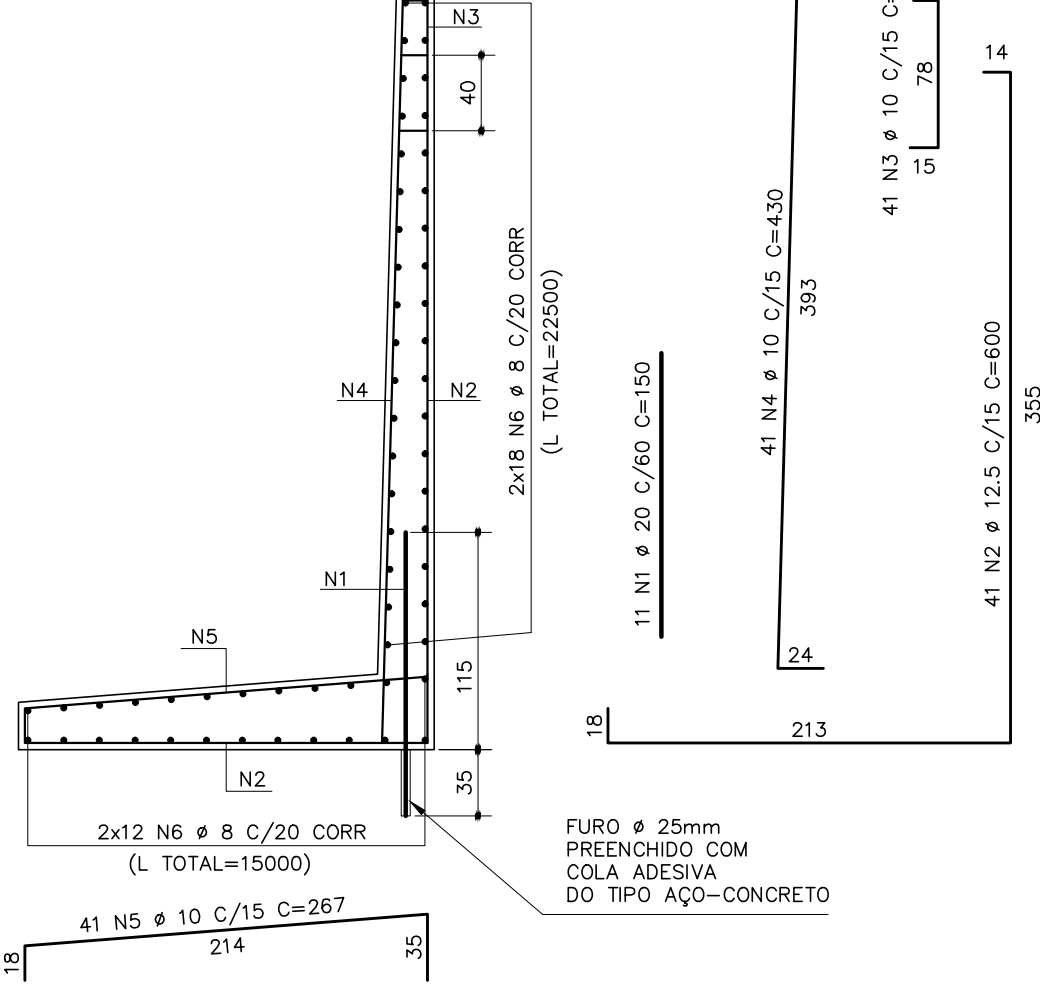 N3
40
2x18 N6 ø 8 C/20 CORR
(L TOTAL=22500)
N4
N2
N1
N5
115
N2
35
2x12 N6 ø 8 C/20 CORR
(L TOTAL=15000)
41 N5 ø 10 C/15 C=267
214
18
35
FURO ø 25mm
PREENCHIDO COM
COLA ADESIVA
DO TIPO AÇO-CONCRETO
11 N1 ø 20 C/60 C=150
41 N4 ø 10 C/15 C=430
393
24
41 N3 ø 10 C/15 C=
78
15
14
41 N2 ø 12.5 C/15 C=600
355
18
213